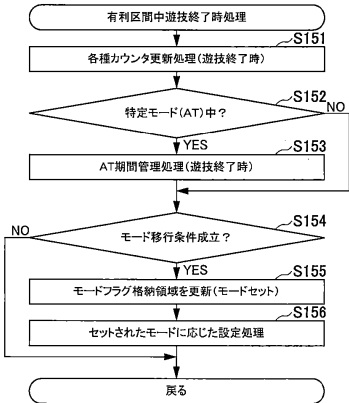 有利区間中遊技終了時処理
S151
各種カウンタ更新処理(遊技終了時)
S152
特定モード(AT)中?
NO
YES
S153
AT期間管理処理(遊技終了時)
S154
NO
モード移行条件成立?
YES
S155
モードフラグ格納領域を更新(モードセット)
S156
セットされたモードに応じた設定処理
戻る